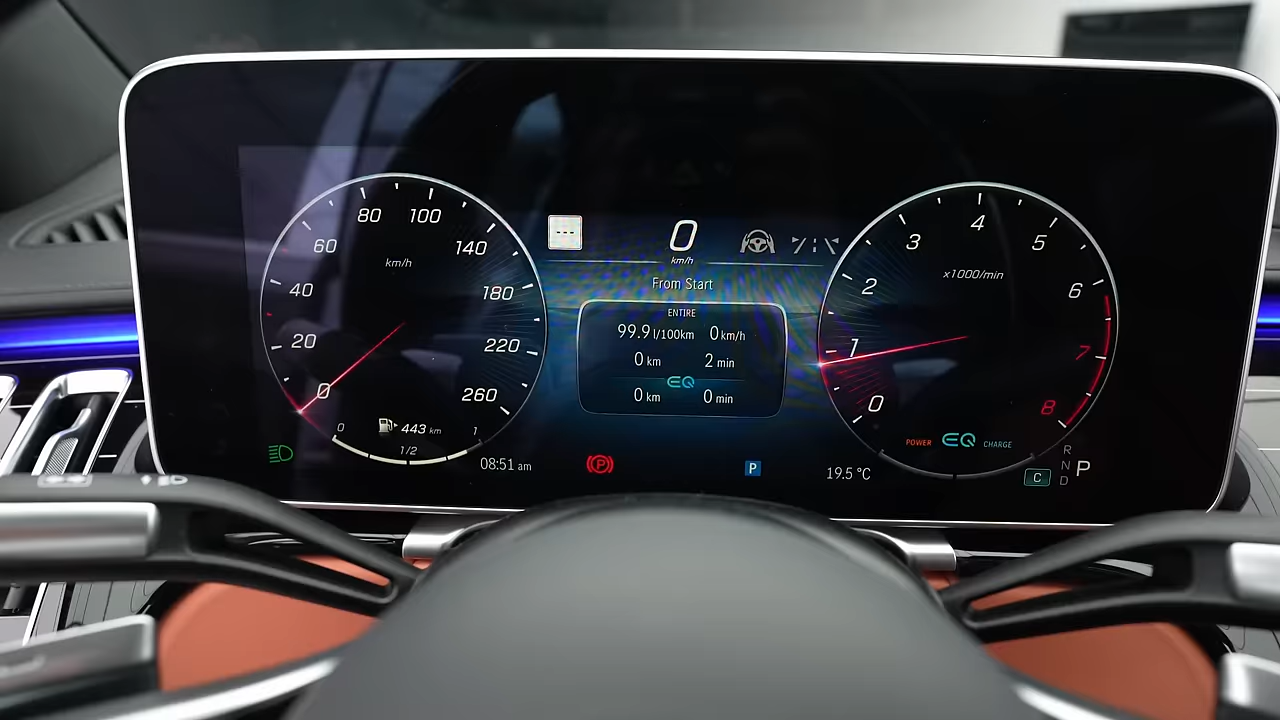 80 100
60 140
40 km/h 180
20 220
0 260
0 443 km 1
1/2
08:51 am
---
0
km/h
From Start
ENTIRE
99.9 l/100km 0 km/h
0 km 2 min
EQ
0 km 0 min
P
P
19.5 °C
4
3 5
x1000/min
2 6
1 7
0 8
POWER EQ CHARGE
C
R
N P
D